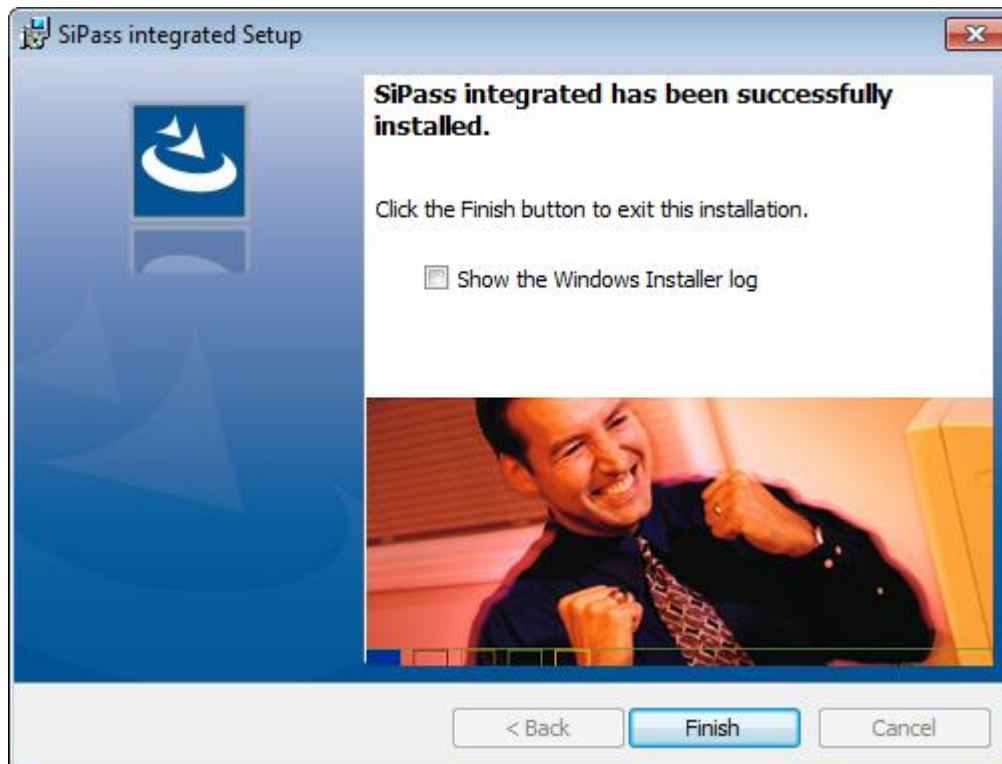 SiPass integrated Setup
SiPass integrated has been successfully
installed.
Click the Finish button to exit this installation.
Show the Windows Installer log
< Back
Finish
Cancel